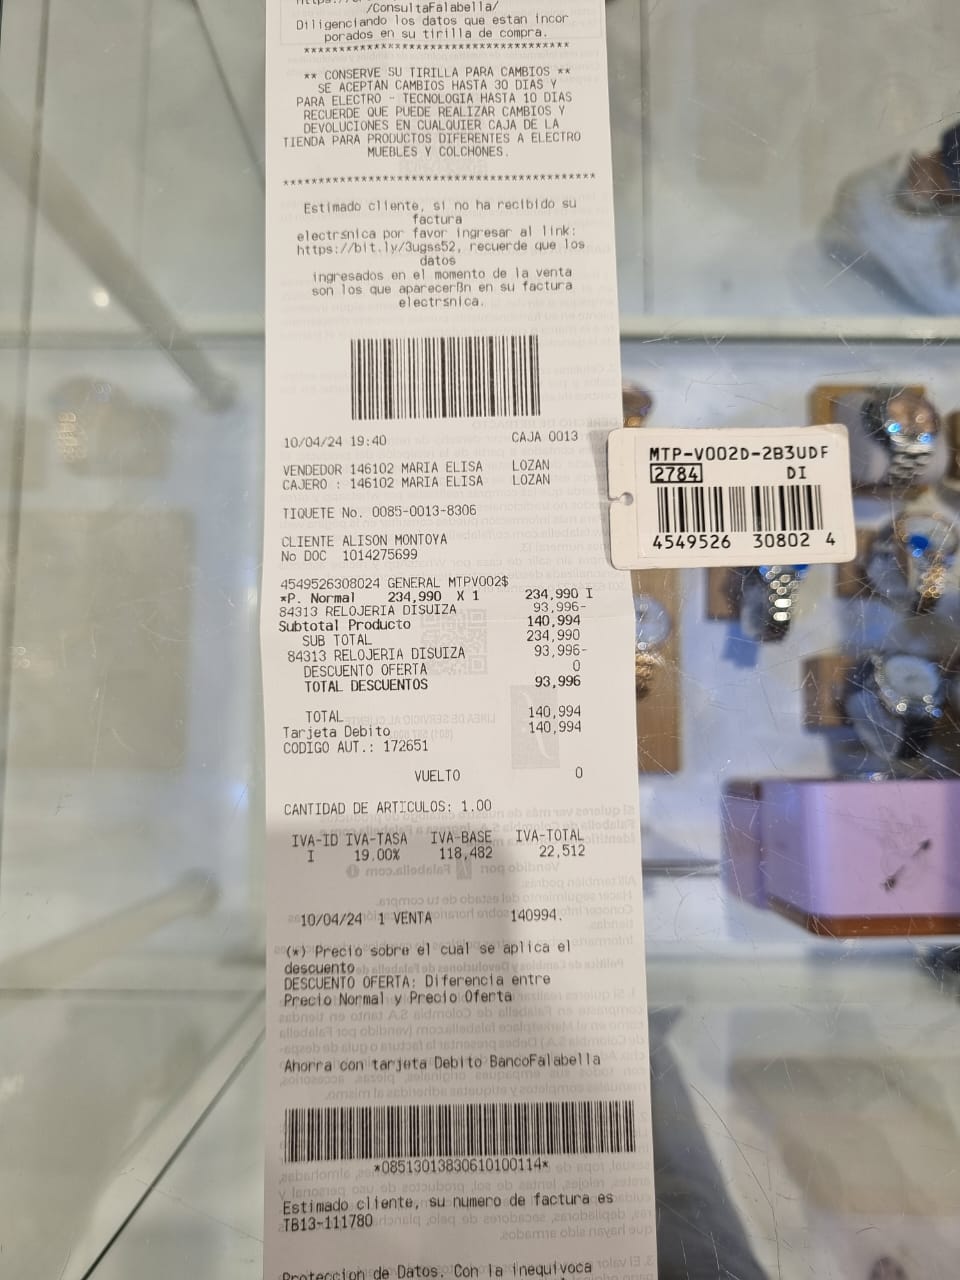 /ConsultaFalabella/
Diligenciando los datos que estan incor
porados en su tirilla de compra.
****************************************
** CONSERVE SU TIRILLA PARA CAMBIOS **
SE ACEPTAN CAMBIOS HASTA 30 DIAS Y
PARA ELECTRO - TECNOLOGIA HASTA 10 DIAS
RECUERDE QUE PUEDE REALIZAR CAMBIOS Y
DEVOLUCIONES EN CUALQUIER CAJA DE LA
TIENDA PARA PRODUCTOS DIFERENTES A ELECTRO
MUEBLES Y COLCHONES.
****************************************
Estimado cliente, si no ha recibido su
factura
electrsnica por favor ingresar al link:
https://bit.ly/3ugss52, recuerde que los
datos
ingresados en el momento de la venta
son los que aparecerßn en su factura
electrsnica.
10/04/24 19:40 CAJA 0013
VENDEDOR 146102 MARIA ELISA LOZAN
CAJERO : 146102 MARIA ELISA LOZAN
TIQUETE No. 0085-0013-8306
CLIENTE ALISON MONTOYA
No DOC 1014275699
4549526308024 GENERAL MTPV002$
*P. Normal 234,990 X 1 234,990 I
84313 RELOJERIA DISUIZA 93,996-
Subtotal Producto 140,994
SUB TOTAL 234,990
84313 RELOJERIA DISUIZA 93,996-
DESCUENTO OFERTA 0
TOTAL DESCUENTOS 93,996
TOTAL 140,994
Tarjeta Debito 140,994
CODIGO AUT.: 172651
VUELTO 0
CANTIDAD DE ARTICULOS: 1.00
IVA-ID IVA-TASA IVA-BASE IVA-TOTAL
I 19.00% 118,482 22,512
10/04/24 1 VENTA 140994.
(*) Precio sobre el cual se aplica el
descuento
DESCUENTO OFERTA: Diferencia entre
Precio Normal y Precio Oferta
Ahorra con tarjeta Debito BancoFalabella
*08513013830610100114*
Estimado cliente, su numero de factura es
TB13-111780
Proteccion de Datos. Con la inequivoca
MTP-V002D-2B3UDF
2784 DI
4549526 30802 4